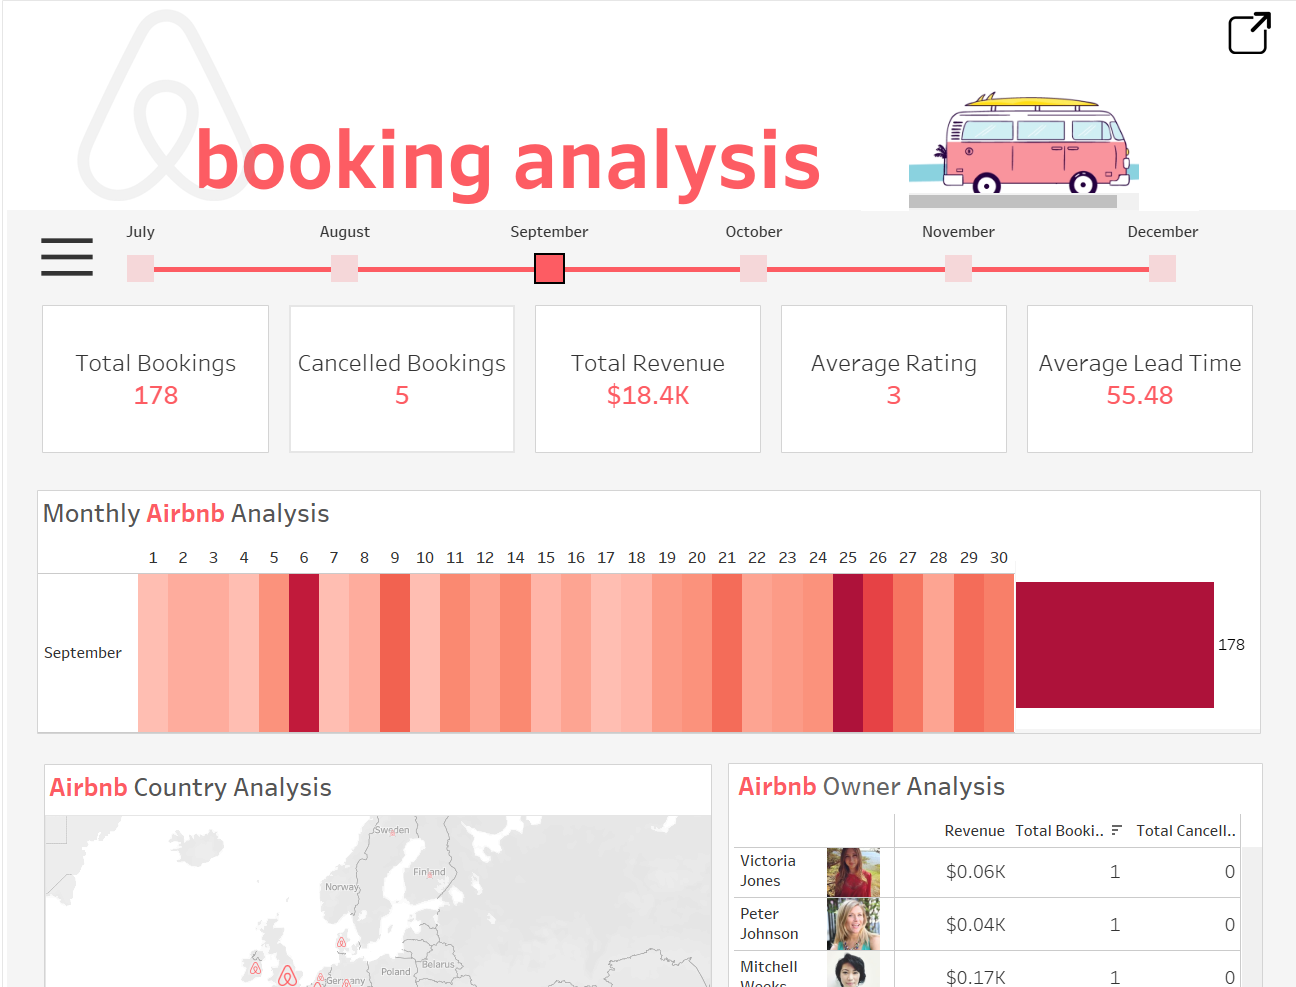 booking analysis
July August September October November December
Total Bookings
178
Cancelled Bookings
5
Total Revenue
$18.4K
Average Rating
3
Average Lead Time
55.48
Monthly Airbnb Analysis
1 2 3 4 5 6 7 8 9 10 11 12 14 15 16 17 18 19 20 21 22 23 24 25 26 27 28 29 30
September
178
Airbnb Country Analysis
Sweden
Finland
Norway
Belarus
Poland
Germany
Airbnb Owner Analysis
Revenue Total Booki.. Total Cancell..
Victoria
Jones
$0.06K 1 0
Peter
Johnson
$0.04K 1 0
Mitchell
Weeks
$0.17K 1 0